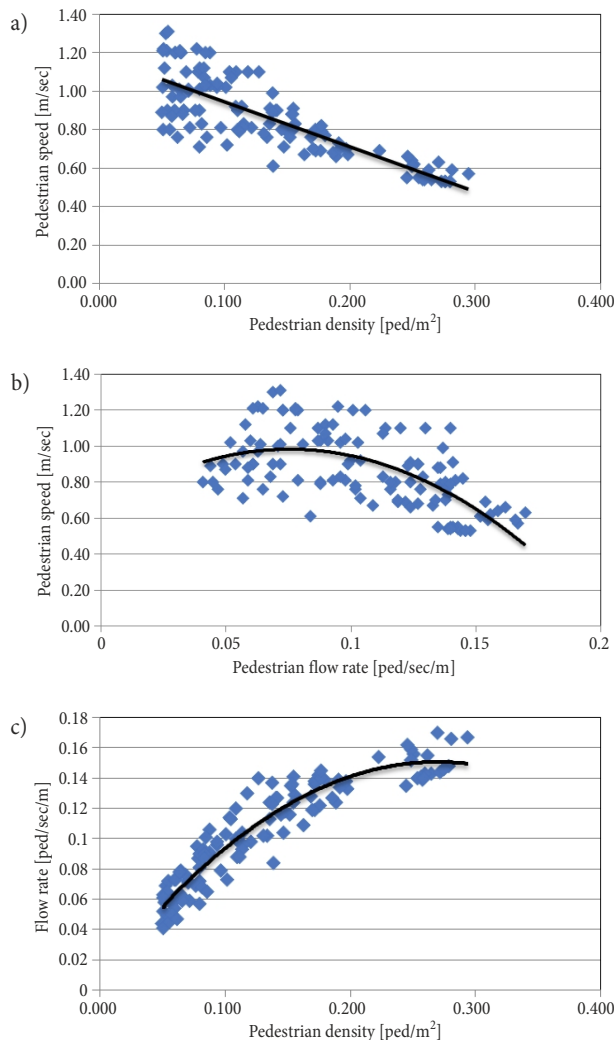 a)
1.40
1.20
1.00
0.80
0.60
0.40
0.20
0.00
Pedestrian speed [m/sec]
0.000 0.100 0.200 0.300 0.400
Pedestrian density [ped/m²]
b)
1.40
1.20
1.00
0.80
0.60
0.40
0.20
0.00
Pedestrian speed [m/sec]
0 0.05 0.1 0.15 0.2
Pedestrian flow rate [ped/sec/m]
c)
0.18
0.16
0.14
0.12
0.1
0.08
0.06
0.04
0.02
0
Flow rate [ped/sec/m]
0.000 0.100 0.200 0.300 0.400
Pedestrian density [ped/m²]